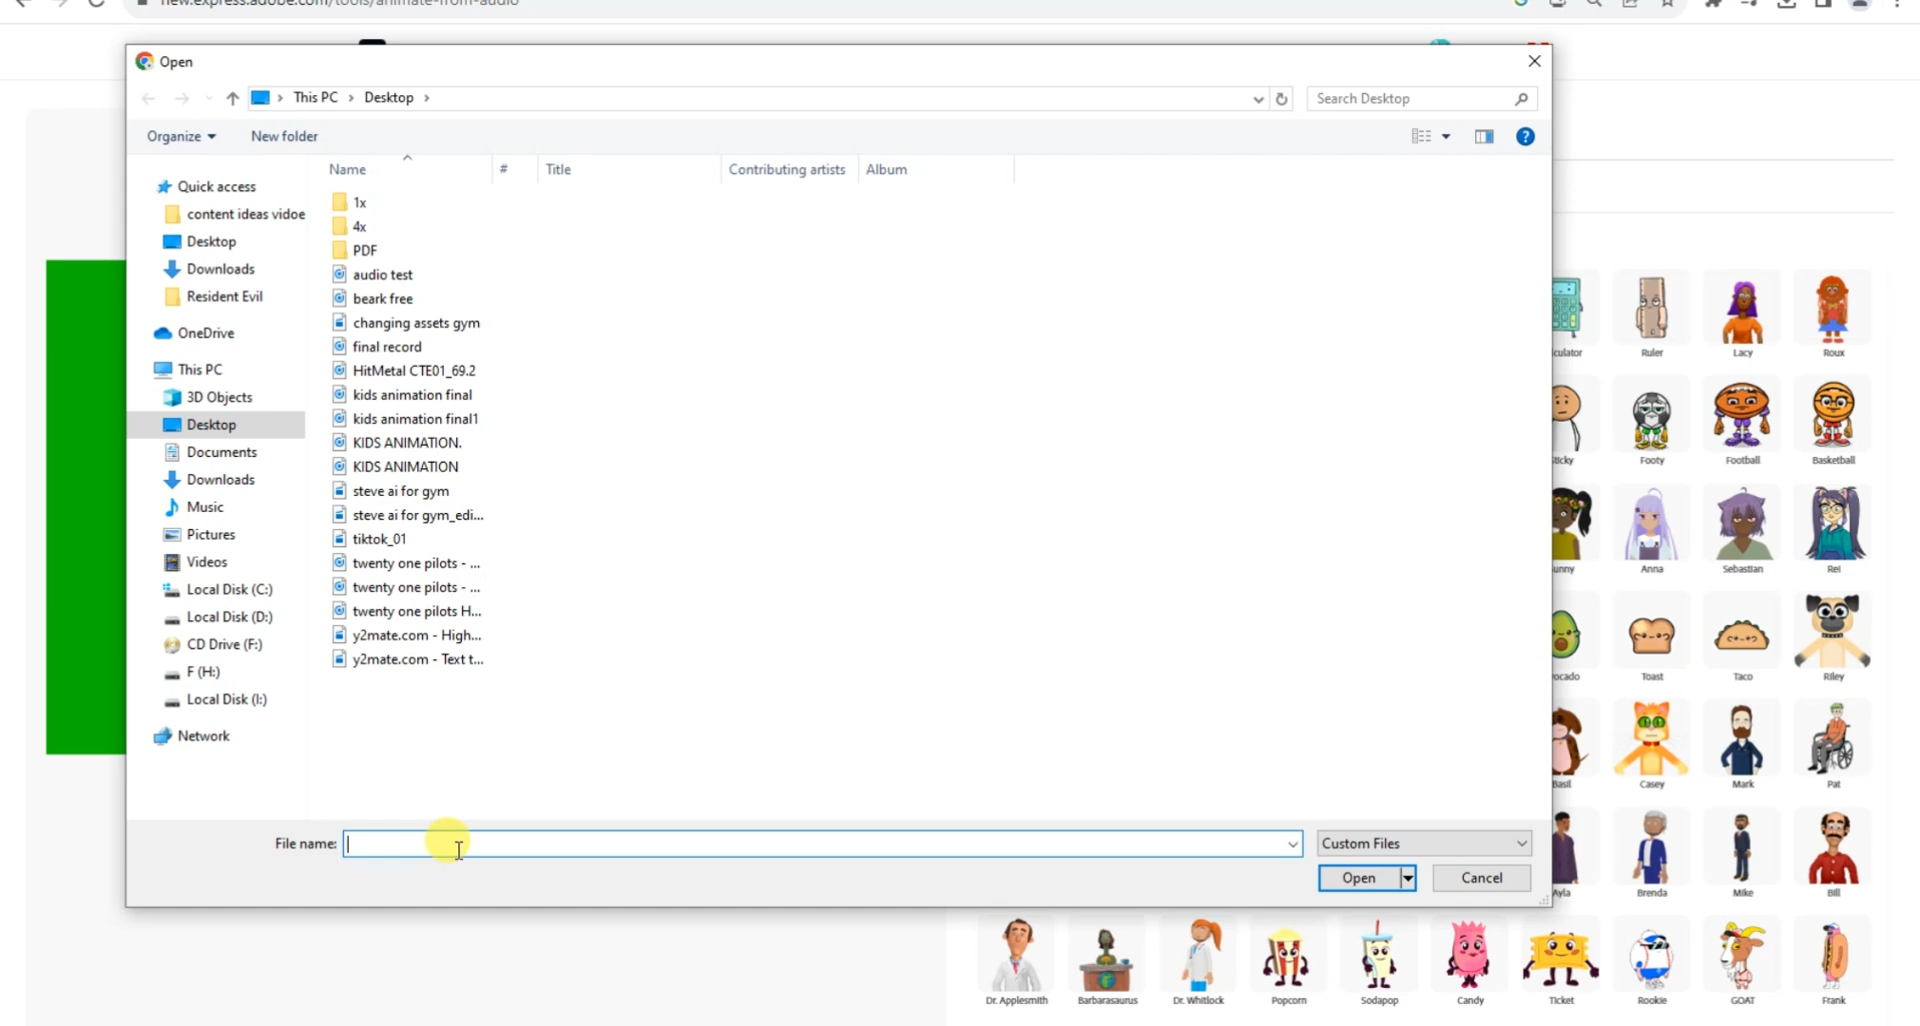 new.express.adobe.com/tools/animate-from-audio
Open
This PC > Desktop >
Search Desktop
Organize
New folder
Name
#
Title
Contributing artists
Album
Quick access
content ideas vidoe
Desktop
Downloads
Resident Evil
OneDrive
This PC
3D Objects
Desktop
Documents
Downloads
Music
Pictures
Videos
Local Disk (C:)
Local Disk (D:)
CD Drive (F:)
F (H:)
Local Disk (I:)
Network
1x
4x
PDF
audio test
beark free
changing assets gym
final record
HitMetal CTE01_69.2
kids animation final
kids animation final1
KIDS ANIMATION.
KIDS ANIMATION
steve ai for gym
steve ai for gym_edi...
tiktok_01
twenty one pilots - ...
twenty one pilots - ...
twenty one pilots H...
y2mate.com - High...
y2mate.com - Text t...
File name:
Custom Files
Open
Cancel
culator
Ruler
Lacy
Roux
Sticky
Footy
Football
Basketball
unny
Anna
Sebastian
Rei
ocado
Toast
Taco
Riley
Basil
Casey
Mark
Pat
Ayla
Brenda
Mike
Bill
Dr. Applesmith
Barbarasaurus
Dr. Whitlock
Popcorn
Sodapop
Candy
Ticket
Rookie
GOAT
Frank